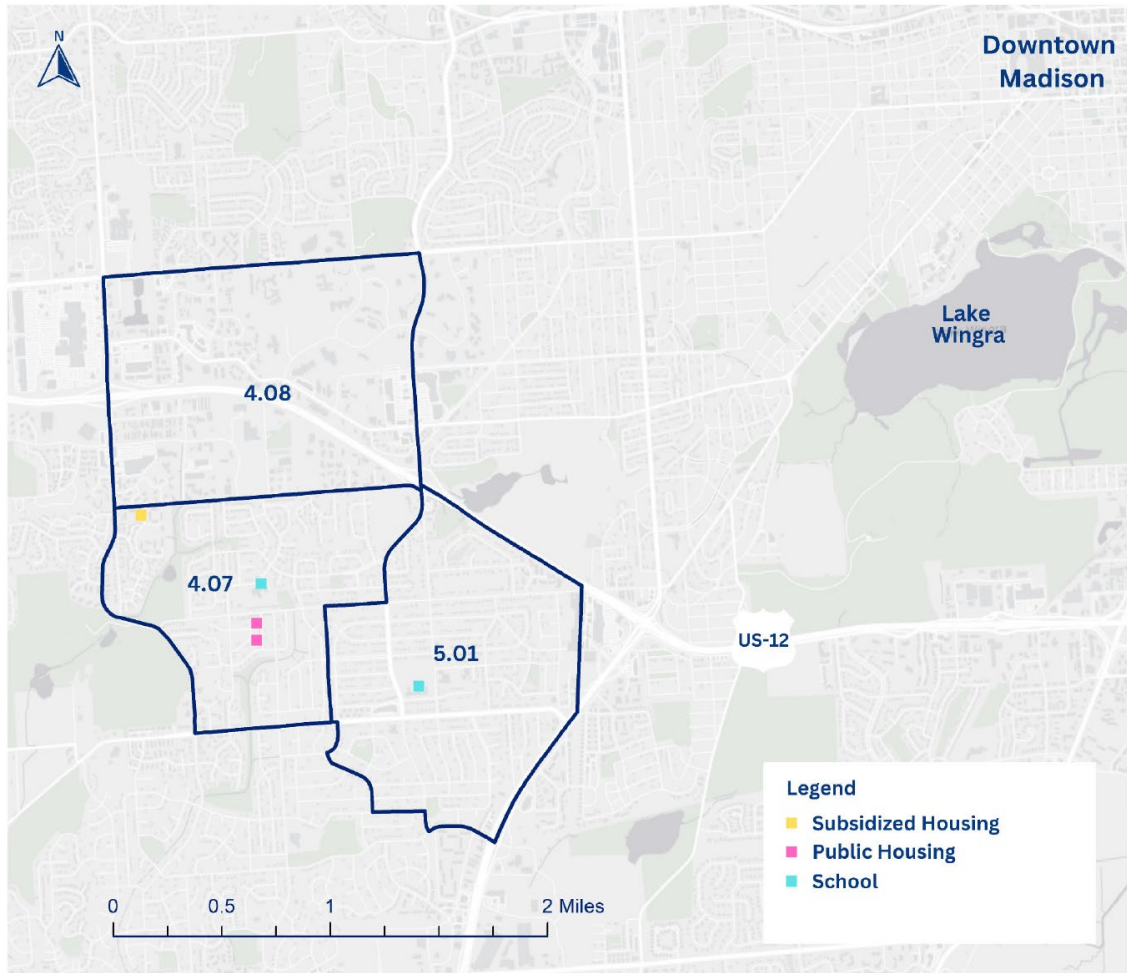 N
Downtown
Madison
Lake
Wingra
4.08
4.07
5.01
US-12
Legend
Subsidized Housing
Public Housing
School
0 0.5 1 2 Miles